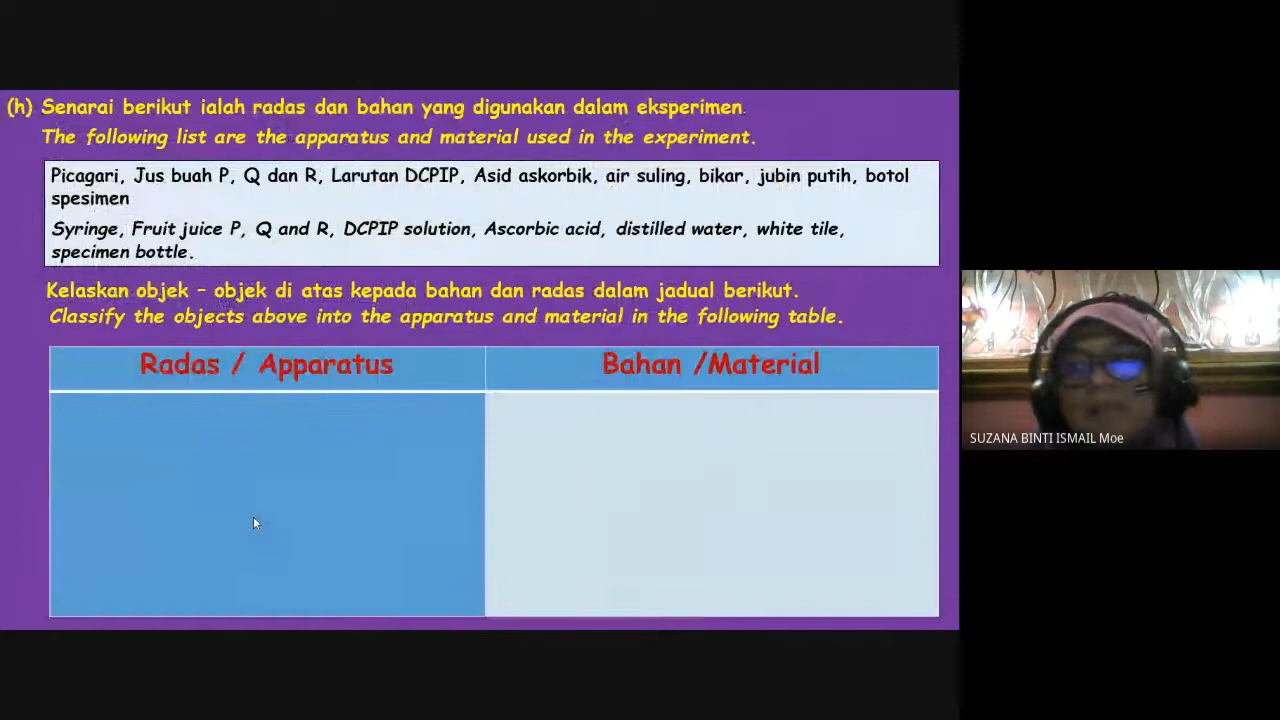 (h) Senarai berikut ialah radas dan bahan yang digunakan dalam eksperimen.
The following list are the apparatus and material used in the experiment.
Picagari, Jus buah P, Q dan R, Larutan DCPIP, Asid askorbik, air suling, bikar, jubin putih, botol
spesimen
Syringe, Fruit juice P, Q and R, DCPIP solution, Ascorbic acid, distilled water, white tile,
specimen bottle.
Kelaskan objek – objek di atas kepada bahan dan radas dalam jadual berikut.
Classify the objects above into the apparatus and material in the following table.
Radas / Apparatus
Bahan /Material
SUZANA BINTI ISMAIL Moe